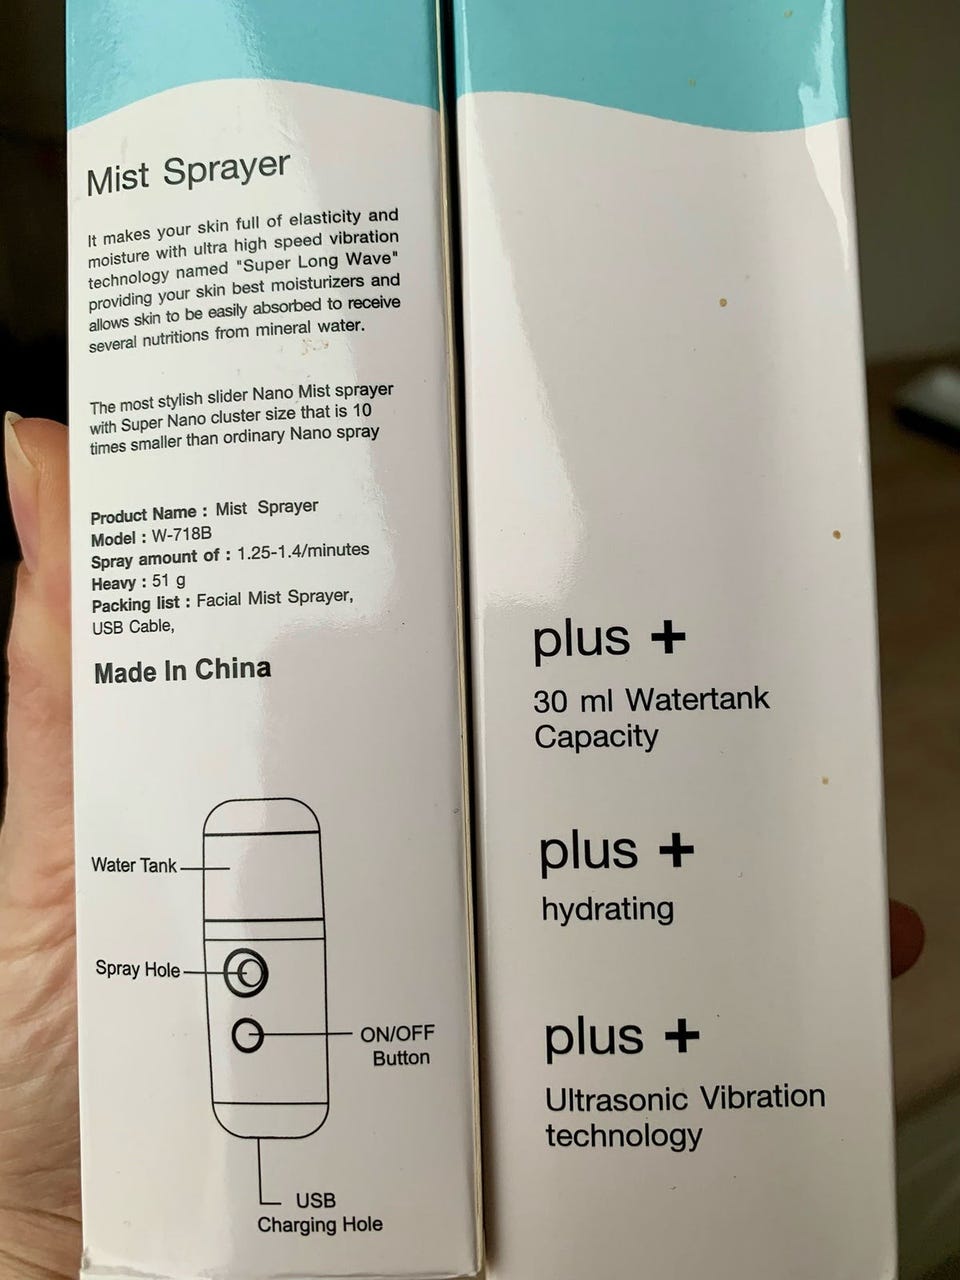 Mist Sprayer
It makes your skin full of elasticity and
moisture with ultra high speed vibration
technology named "Super Long Wave"
providing your skin best moisturizers and
allows skin to be easily absorbed to receive
several nutritions from mineral water.
The most stylish slider Nano Mist sprayer
with Super Nano cluster size that is 10
times smaller than ordinary Nano spray
Product Name : Mist Sprayer
Model : W-718B
Spray amount of : 1.25-1.4/minutes
Heavy : 51 g
Packing list : Facial Mist Sprayer,
USB Cable,
Made In China
Water Tank
Spray Hole
ON/OFF
Button
USB
Charging Hole
plus +
30 ml Watertank
Capacity
plus +
hydrating
plus +
Ultrasonic Vibration
technology